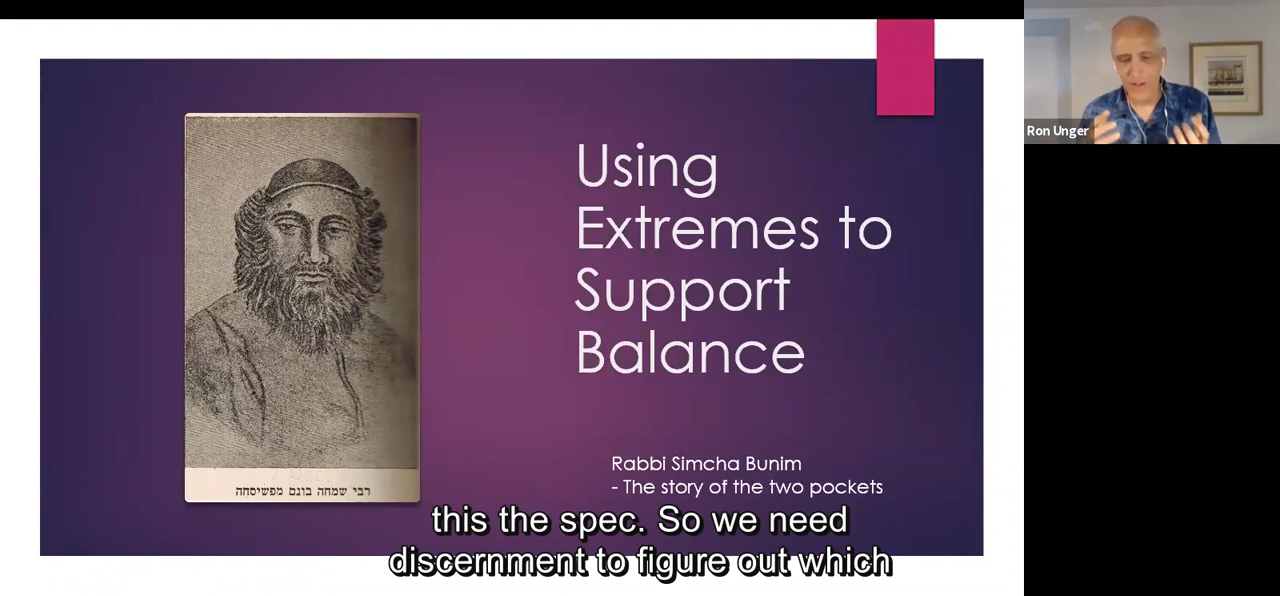 Using
Extremes to
Support
Balance
Rabbi Simcha Bunim
- The story of the two pockets
רבי שמחה בונם מפשיסחה
this the spec. So we need
discernment to figure out which
Ron Unger